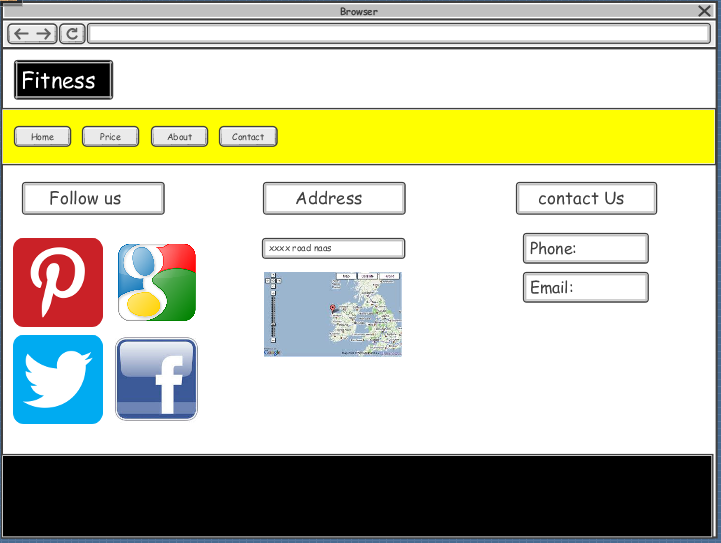 Browser
Fitness
Home Price About Contact
Follow us Address contact Us
xxxx road naas
Phone:
Email: